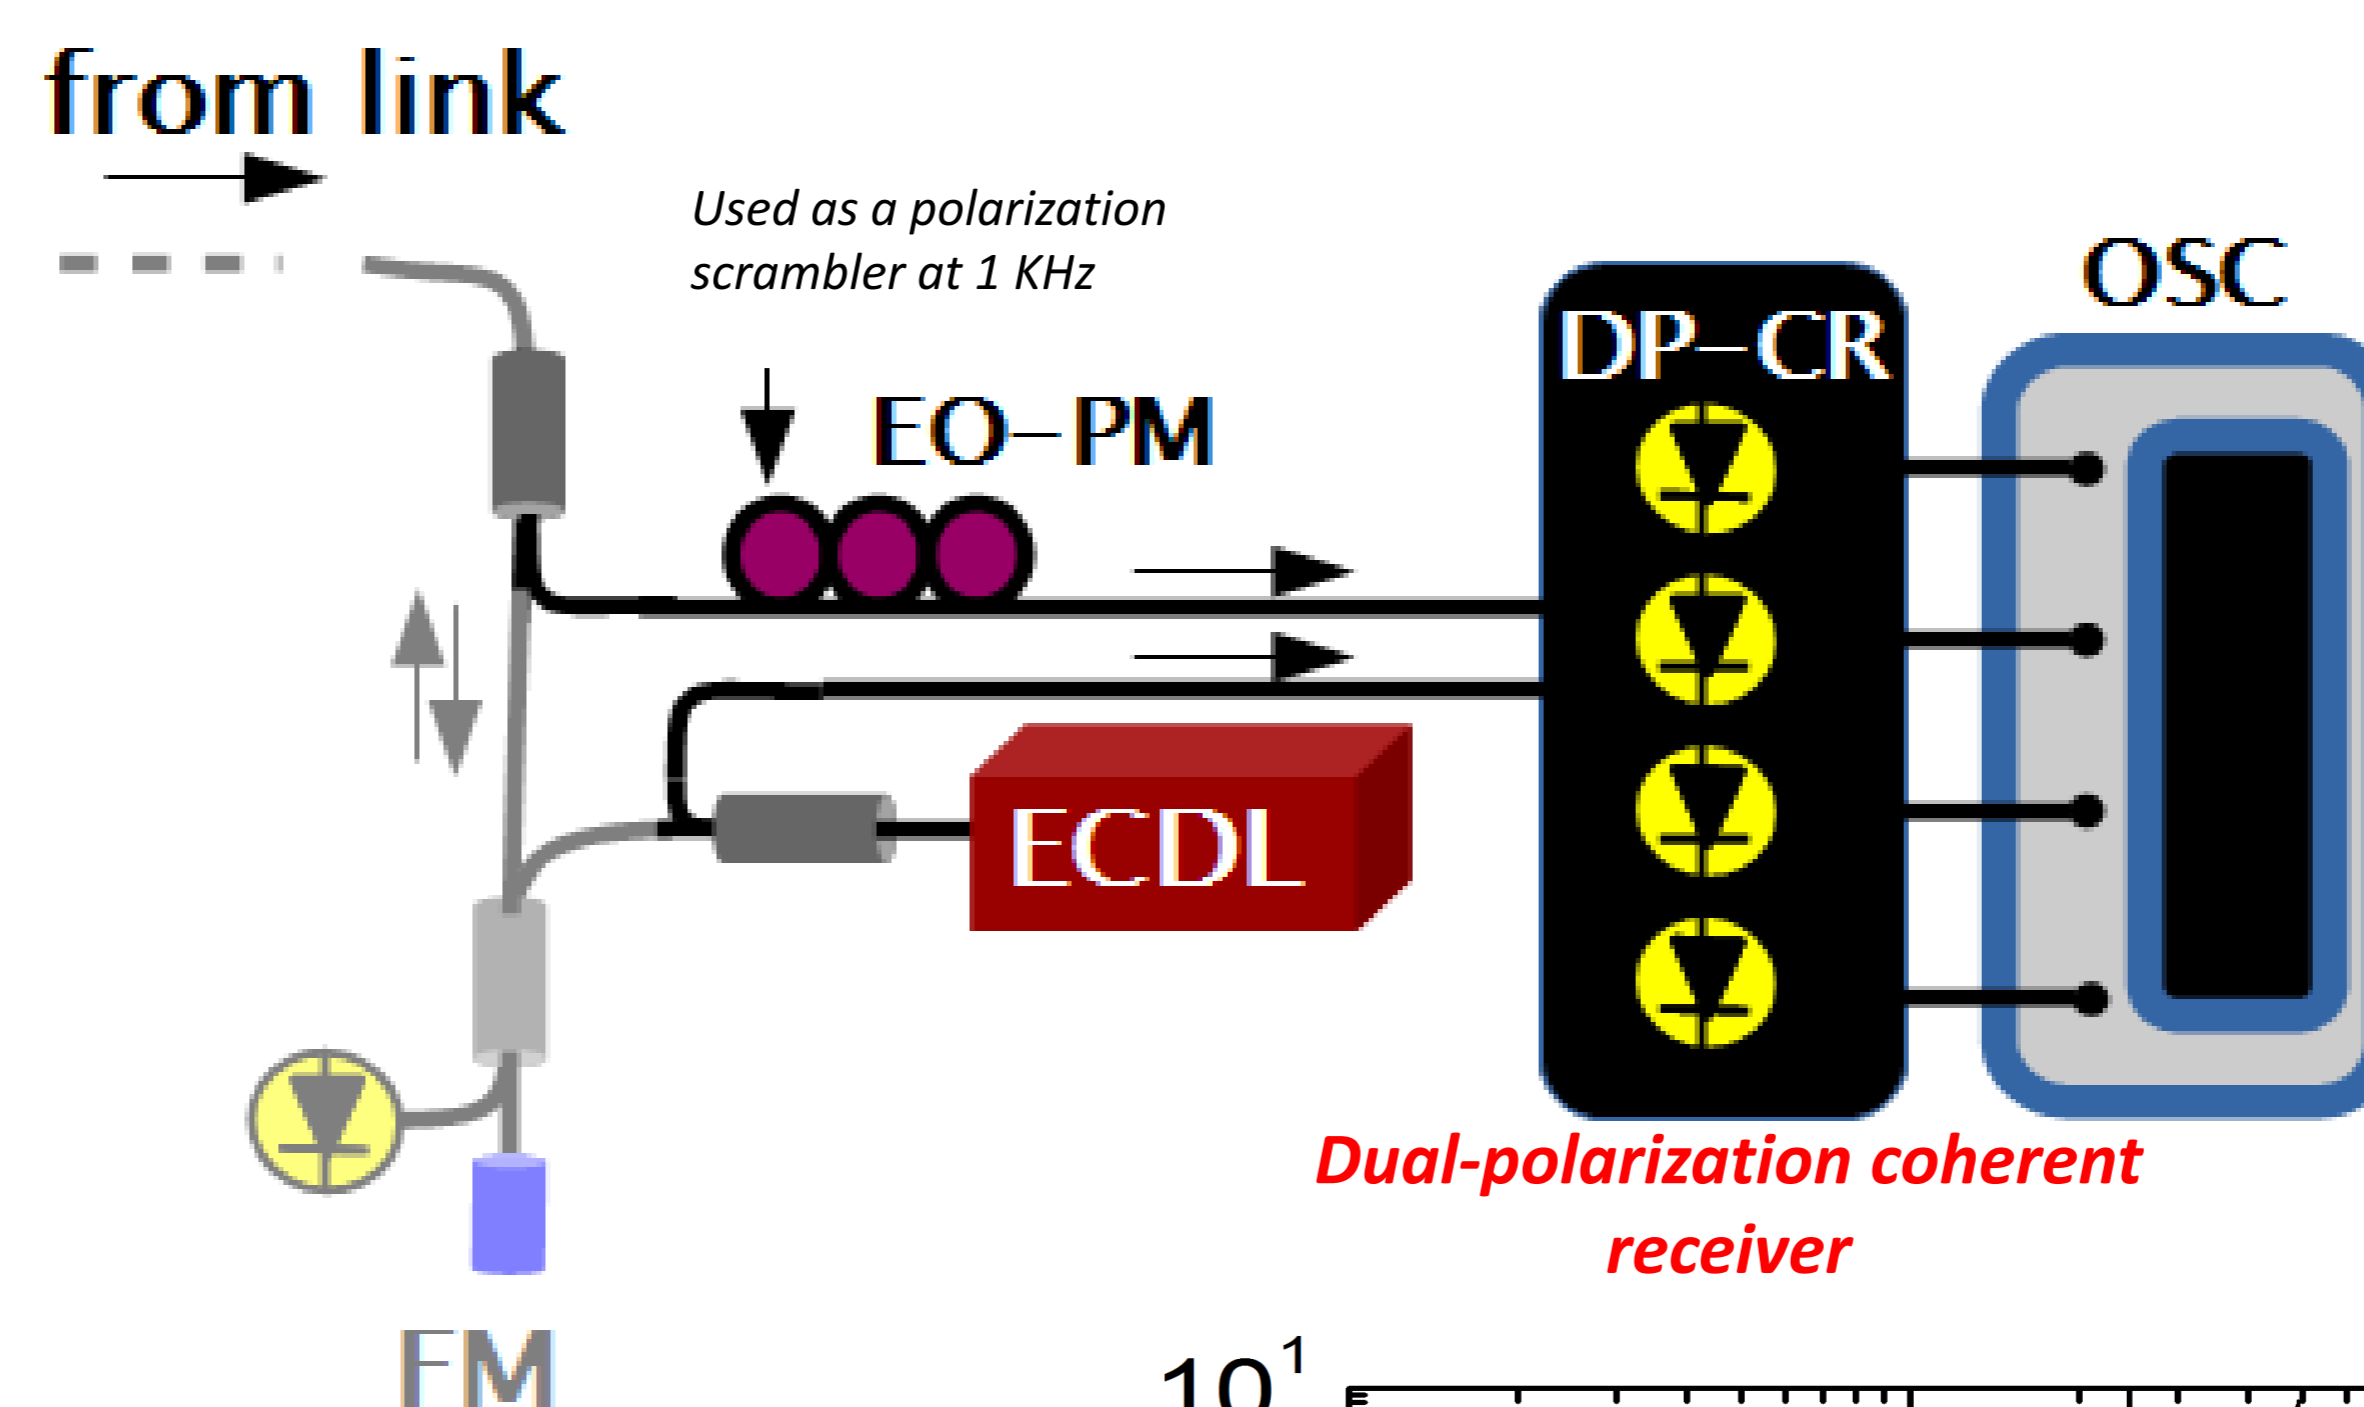 from link
Used as a polarization
scrambler at 1 KHz
OSC
DP–CR
EO–PM
ECDL
Dual-polarization coherent
receiver
FM
10¹